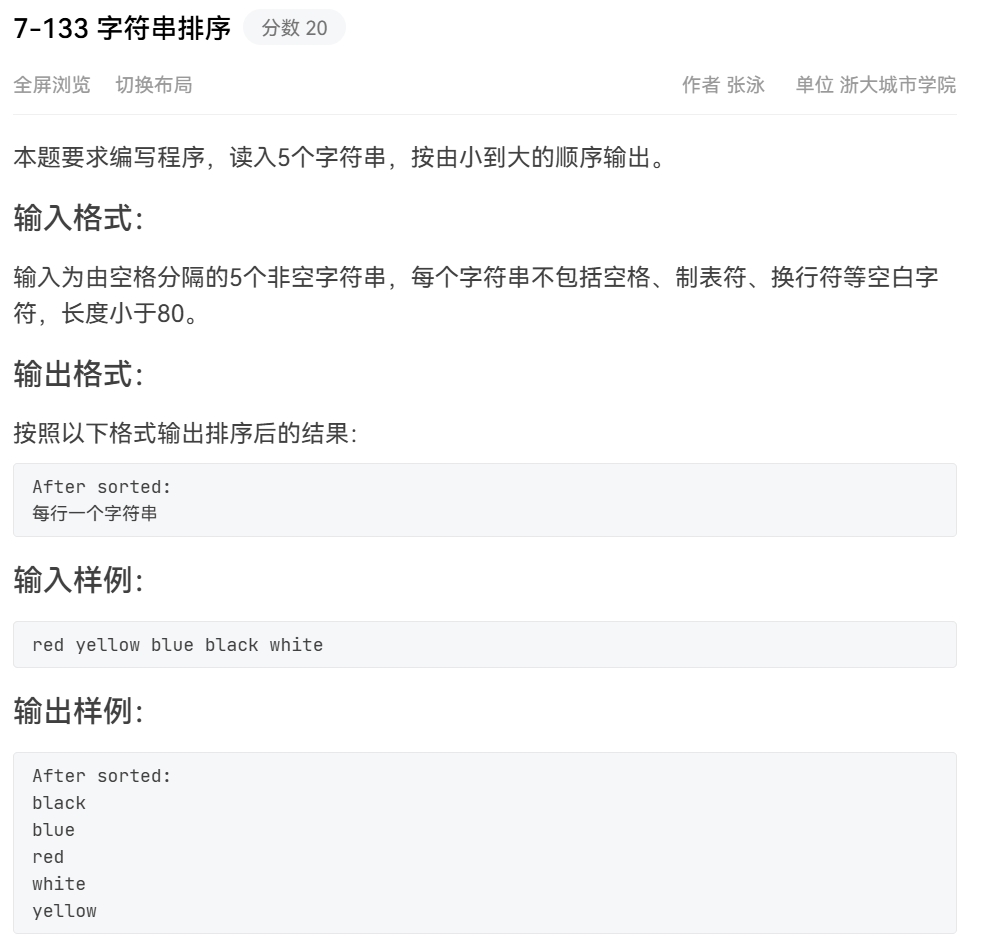 7-133 字符串排序 分数 20
全屏浏览 切换布局 作者 张泳 单位 浙大城市学院
本题要求编写程序，读入5个字符串，按由小到大的顺序输出。
输入格式：
输入为由空格分隔的5个非空字符串，每个字符串不包括空格、制表符、换行符等空白字
符，长度小于80。
输出格式：
按照以下格式输出排序后的结果：
After sorted:
每行一个字符串
输入样例：
red yellow blue black white
输出样例：
After sorted:
black
blue
red
white
yellow